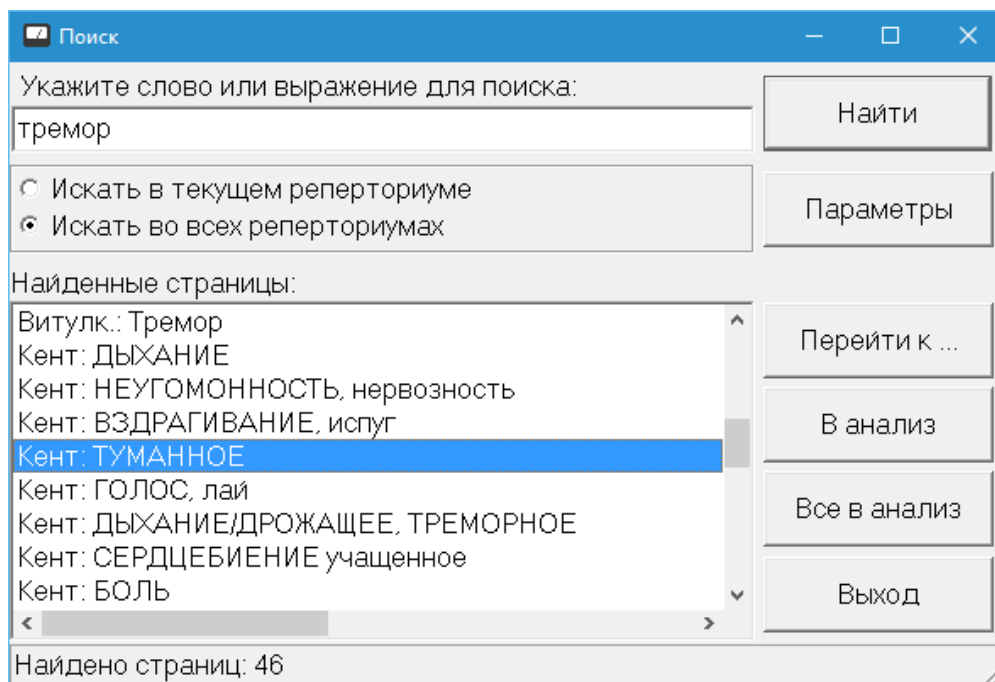 Поиск
Укажите слово или выражение для поиска:
тремор
Найти
Искать в текущем реперториуме
Искать во всех реперториумах
Параметры
Найденные страницы:
Витулк.: Тремор
Кент: ДЫХАНИЕ
Кент: НЕУГОМОННОСТЬ, нервозность
Кент: ВЗДРАГИВАНИЕ, испуг
Кент: ТУМАННОЕ
Кент: ГОЛОС, лай
Кент: ДЫХАНИЕ/ДРОЖАЩЕЕ, ТРЕМОРНОЕ
Кент: СЕРДЦЕБИЕНИЕ учащенное
Кент: БОЛЬ
Перейти к ...
В анализ
Все в анализ
Выход
Найдено страниц: 46